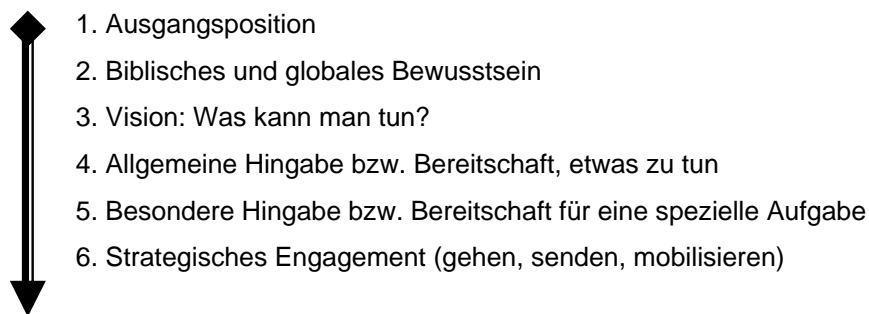 1. Ausgangsposition
2. Biblisches und globales Bewusstsein
3. Vision: Was kann man tun?
4. Allgemeine Hingabe bzw. Bereitschaft, etwas zu tun
5. Besondere Hingabe bzw. Bereitschaft für eine spezielle Aufgabe
6. Strategisches Engagement (gehen, senden, mobilisieren)